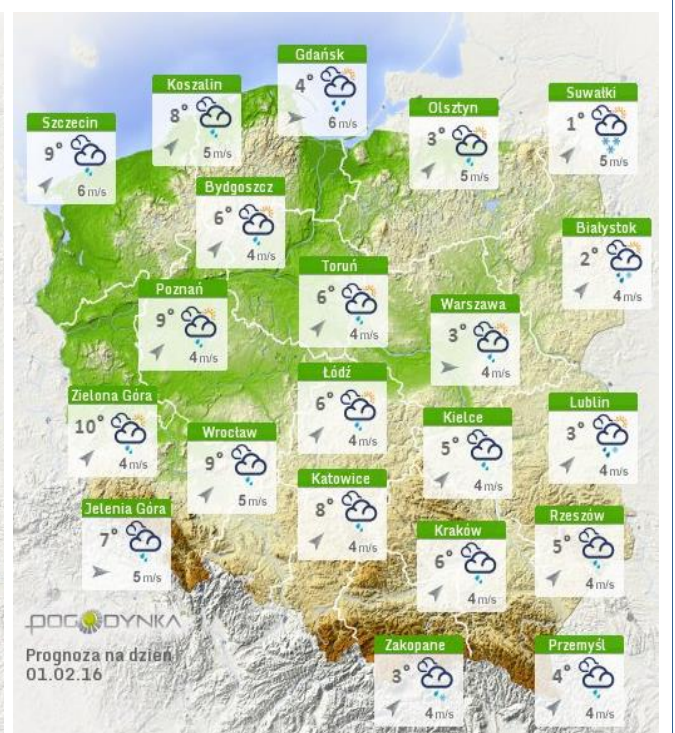 Gdańsk
4°
6 m/s
Koszalin
8°
5 m/s
Suwałki
1°
5 m/s
Olsztyn
3°
5 m/s
Szczecin
9°
6 m/s
Bydgoszcz
6°
4 m/s
Białystok
2°
4 m/s
Toruń
6°
4 m/s
Poznań
9°
4 m/s
Warszawa
3°
4 m/s
Łódź
6°
4 m/s
Zielona Góra
10°
4 m/s
Lublin
3°
4 m/s
Kielce
5°
4 m/s
Wrocław
9°
5 m/s
Katowice
8°
4 m/s
Jelenia Góra
7°
5 m/s
Rzeszów
5°
4 m/s
Kraków
6°
4 m/s
POGODYNKA
Prognoza na dzień
01.02.16
Zakopane
3°
4 m/s
Przemyśl
4°
4 m/s